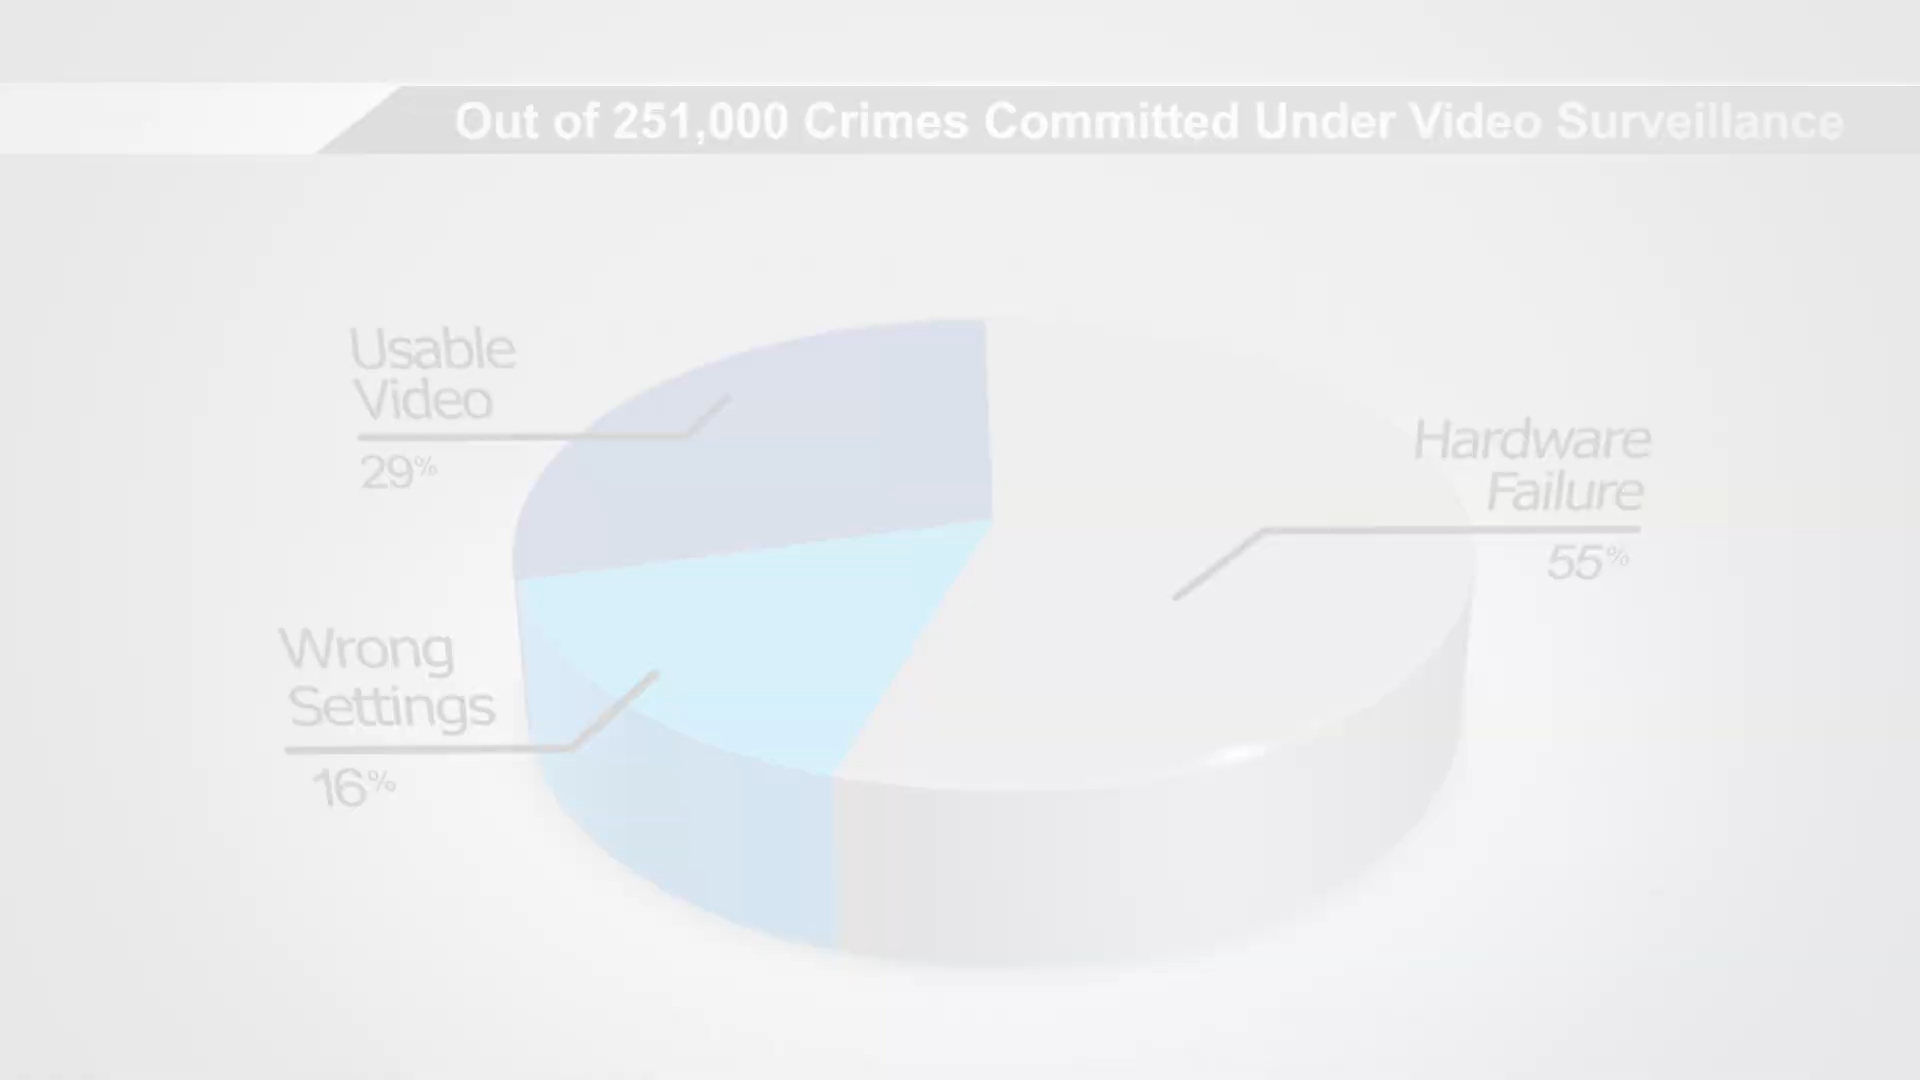 Out of 251,000 Crimes Committed Under Video Surveillance
Usable
Video
29%
Hardware
Failure
55%
Wrong
Settings
16%